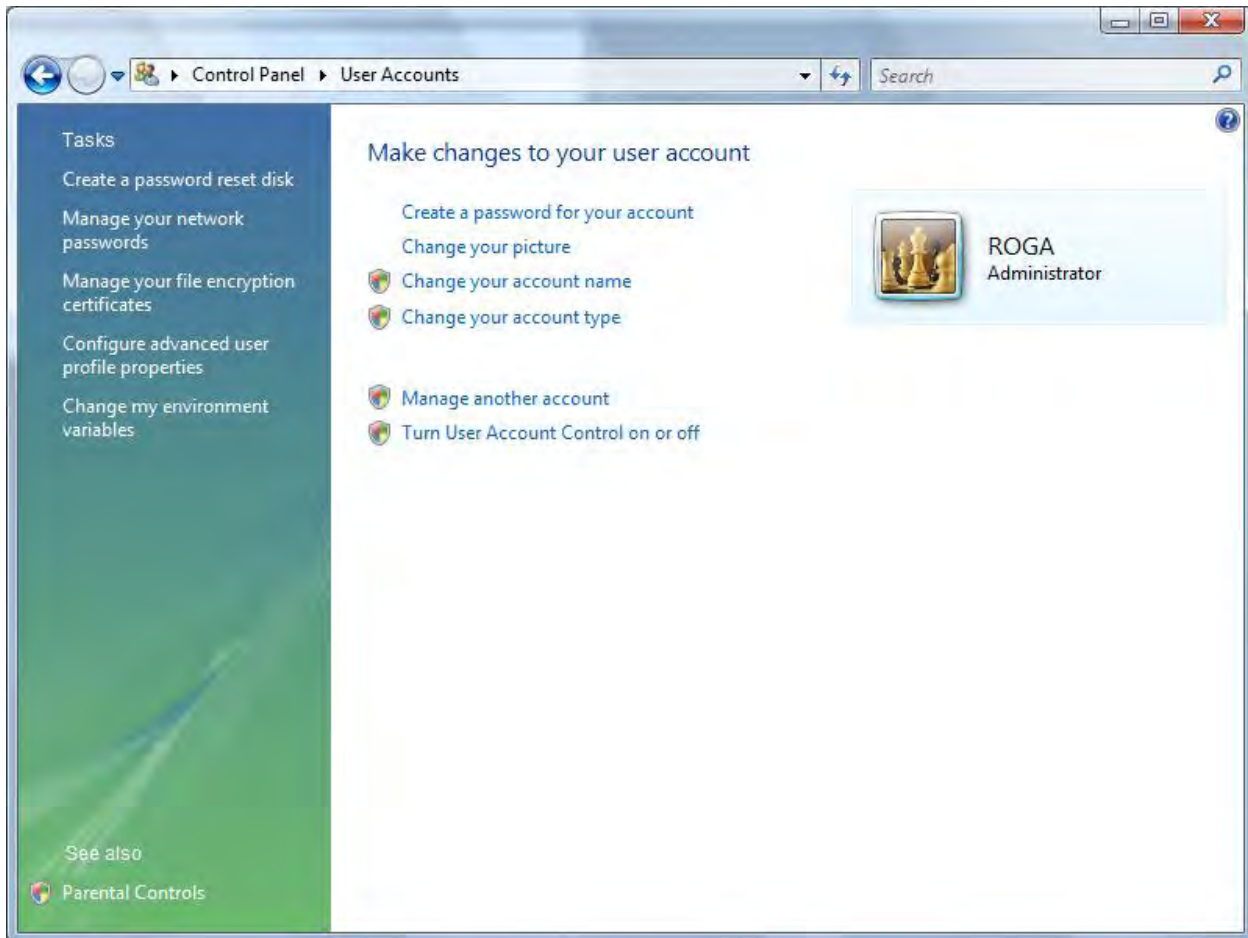 Control Panel User Accounts
Search
Tasks
Create a password reset disk
Manage your network
passwords
Manage your file encryption
certificates
Configure advanced user
profile properties
Change my environment
variables
See also
Parental Controls
Make changes to your user account
Create a password for your account
Change your picture
Change your account name
Change your account type
Manage another account
Turn User Account Control on or off
ROGA
Administrator